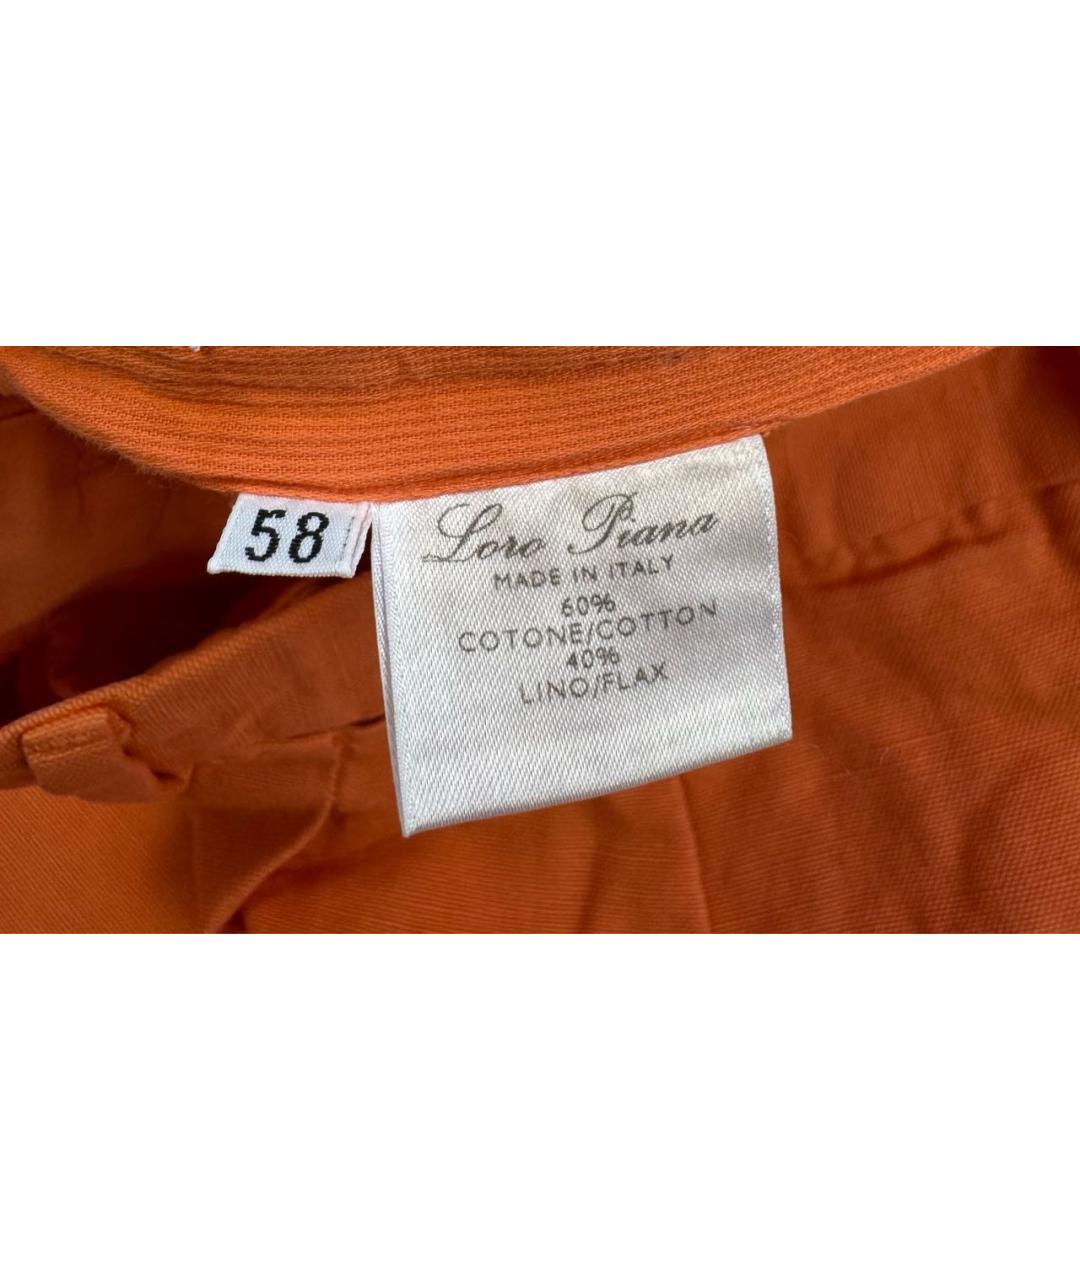 58
Loro Piana
MADE IN ITALY
60%
COTONE/COTTON
40%
LINO/FLAX